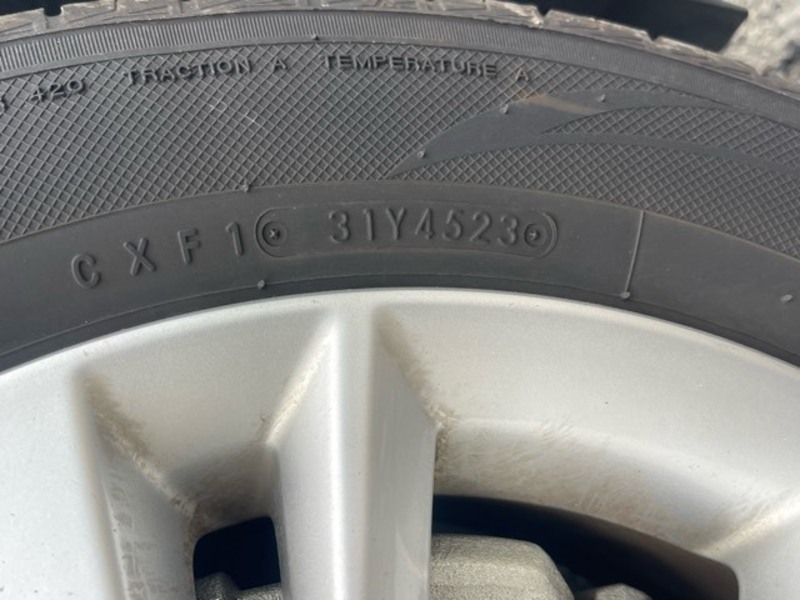 420 TRACTION A TEMPERATURE A
CXF1 31Y4523